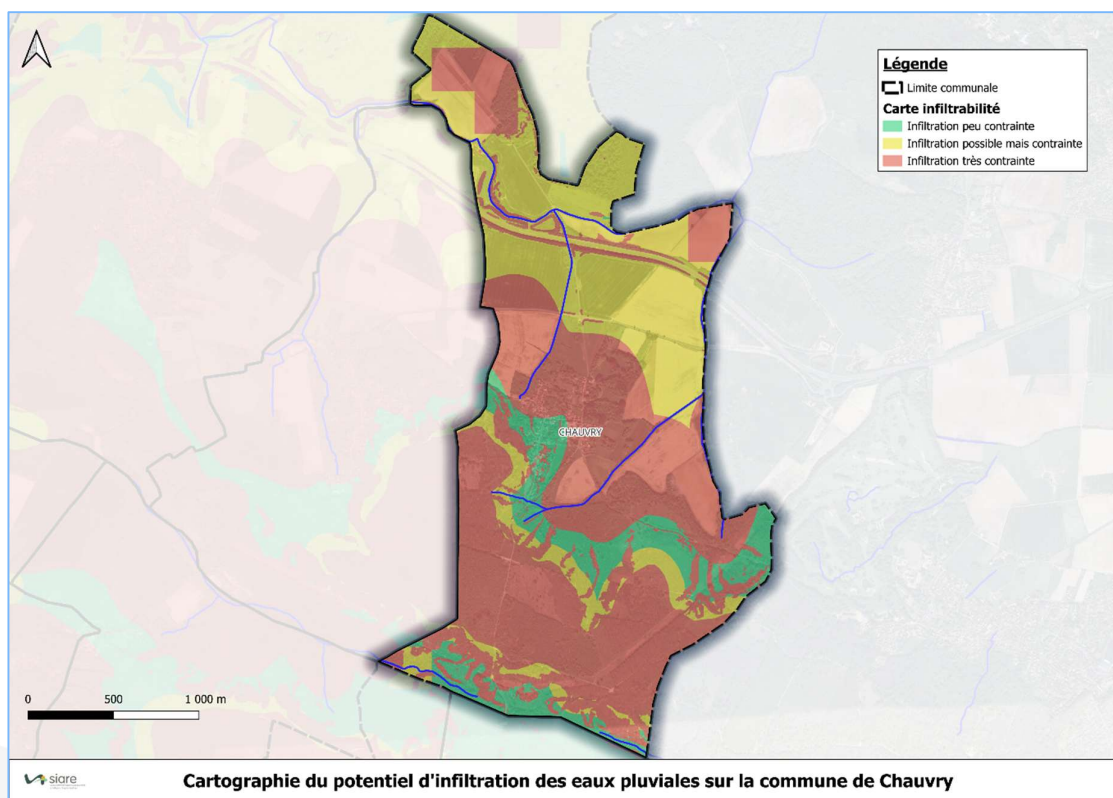 Légende
Limite communale
Carte infiltrabilité
Infiltration peu contrainte
Infiltration possible mais contrainte
Infiltration très contrainte
CHAUVRY
0 500 1 000 m
siare
Cartographie du potentiel d'infiltration des eaux pluviales sur la commune de Chauvry